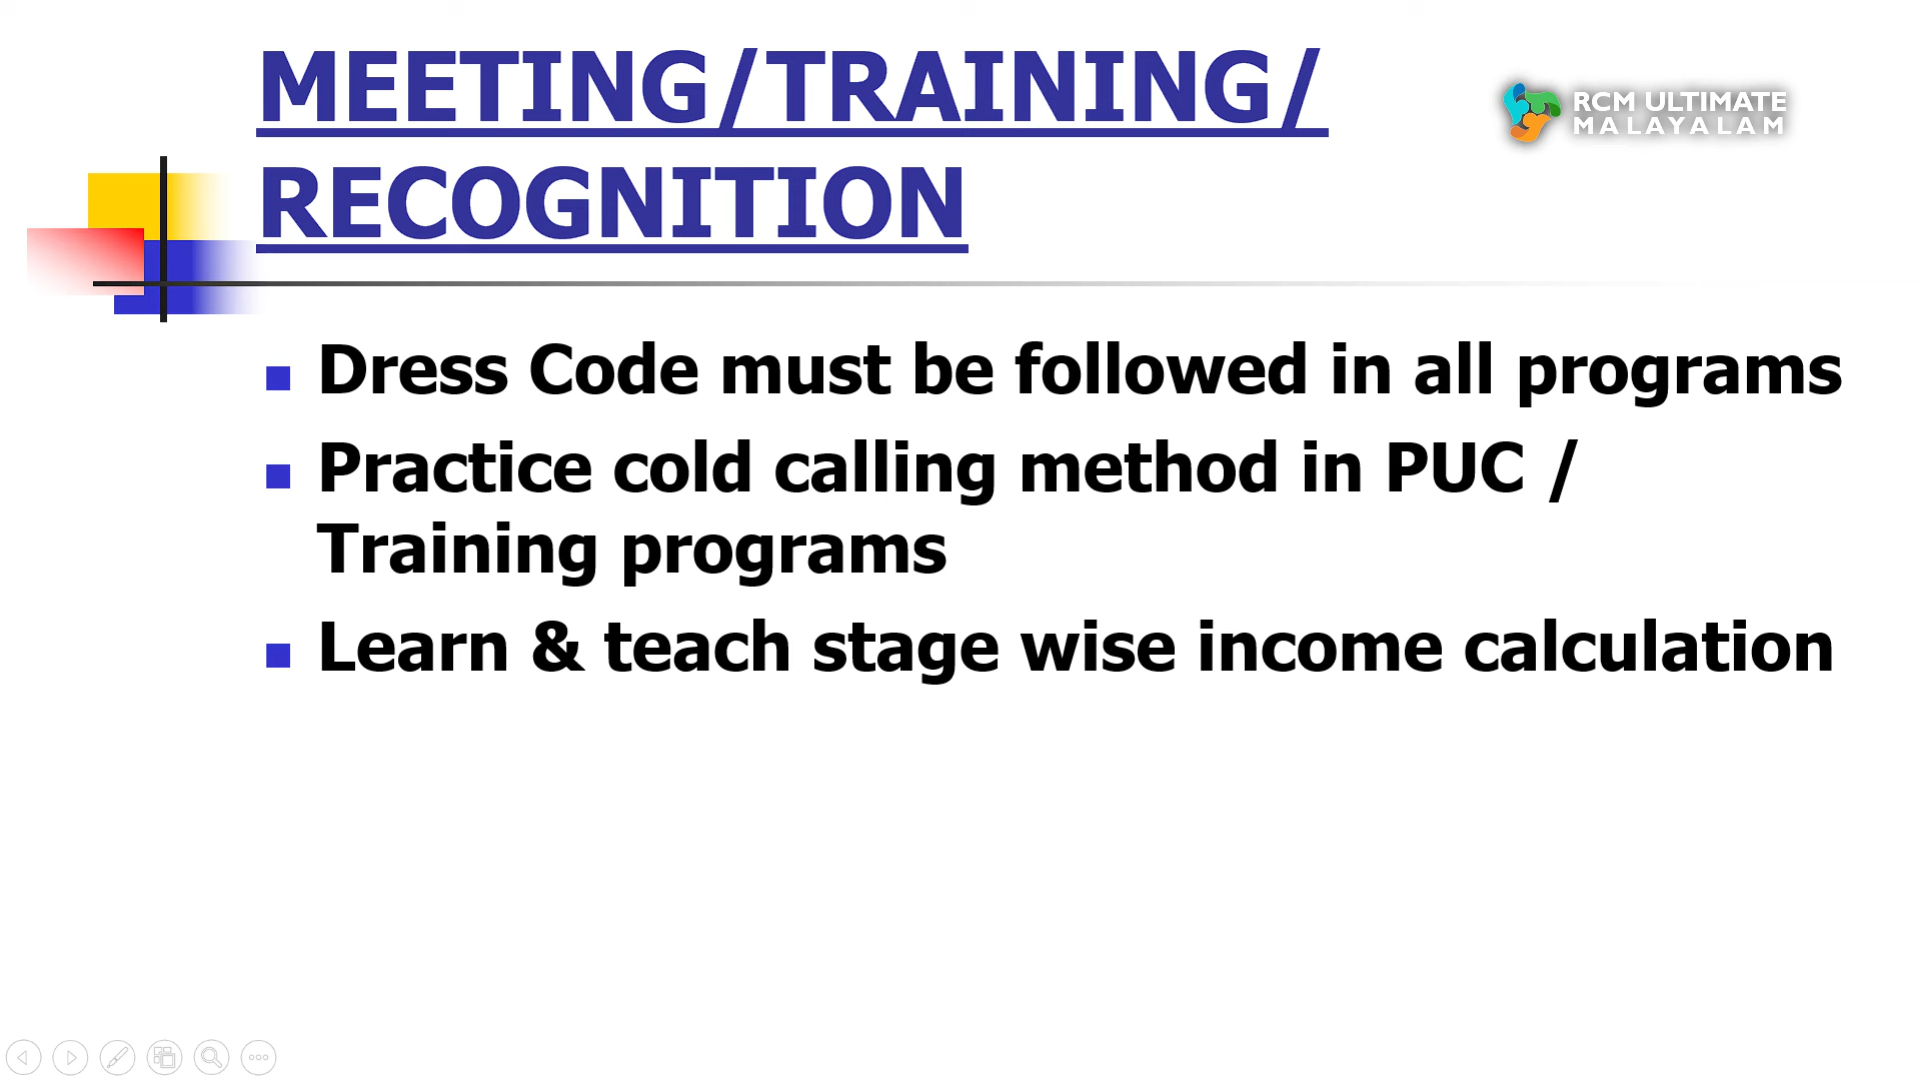 MEETING/TRAINING/
RECOGNITION
RCM ULTIMATE
MALAYALAM
Dress Code must be followed in all programs
Practice cold calling method in PUC /
Training programs
Learn & teach stage wise income calculation